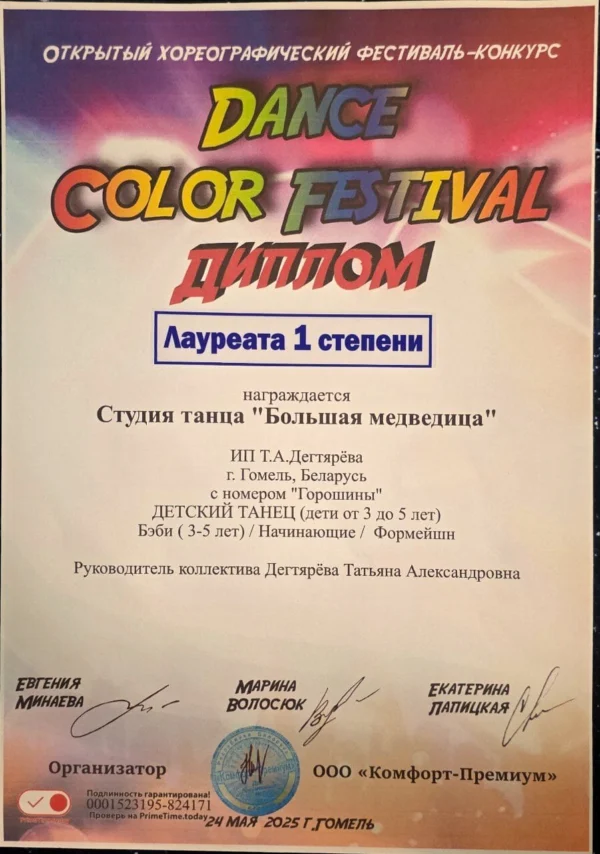 ОТКРЫТЫЙ ХОРЕОГРАФИЧЕСКИЙ ФЕСТИВАЛЬ-КОНКУРС
DANCE
COLOR FESTIVAL
ДИПЛОМ
Лауреата 1 степени
награждается
Студия танца "Большая медведица"
ИП Т.А.Дегтярёва
г. Гомель, Беларусь
с номером "Горошины"
ДЕТСКИЙ ТАНЕЦ (дети от 3 до 5 лет)
Бэби ( 3-5 лет) / Начинающие / Формейшн
Руководитель коллектива Дегтярёва Татьяна Александровна
ЕВГЕНИЯ
МИНАЕВА
МАРИНА
ВОЛОСЮК
ЕКАТЕРИНА
ЛАПИЦКАЯ
Организатор
ООО «Комфорт-Премиум»
Подлинность гарантирована!
0001523195-824171
Проверь на PrimeTime.today
24 МАЯ 2025 Г.ГОМЕЛЬ